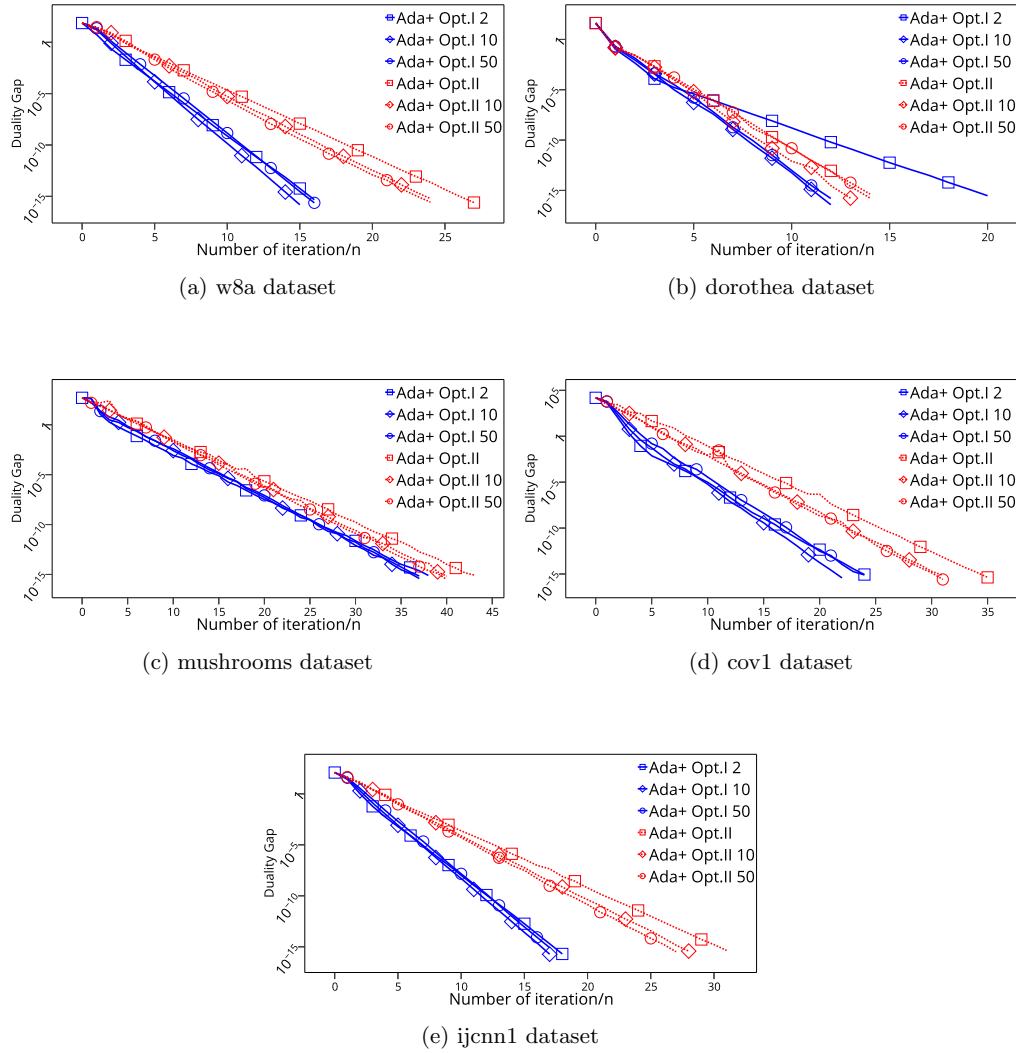 Ada+ Opt.I 2
Ada+ Opt.I 10
Ada+ Opt.I 50
Ada+ Opt.II
Ada+ Opt.II 10
Ada+ Opt.II 50
Duality Gap
1
10−5
10−10
10−15
0 5 10 15 20 25
Number of iteration/n
(a) w8a dataset
Ada+ Opt.I 2
Ada+ Opt.I 10
Ada+ Opt.I 50
Ada+ Opt.II
Ada+ Opt.II 10
Ada+ Opt.II 50
Duality Gap
1
10−5
10−10
10−15
0 5 10 15 20
Number of iteration/n
(b) dorothea dataset
Ada+ Opt.I 2
Ada+ Opt.I 10
Ada+ Opt.I 50
Ada+ Opt.II
Ada+ Opt.II 10
Ada+ Opt.II 50
Duality Gap
1
10−5
10−10
10−15
0 5 10 15 20 25 30 35 40 45
Number of iteration/n
(c) mushrooms dataset
Ada+ Opt.I 2
Ada+ Opt.I 10
Ada+ Opt.I 50
Ada+ Opt.II
Ada+ Opt.II 10
Ada+ Opt.II 50
Duality Gap
105
1
10−5
10−10
10−15
0 5 10 15 20 25 30 35
Number of iteration/n
(d) cov1 dataset
Ada+ Opt.I 2
Ada+ Opt.I 10
Ada+ Opt.I 50
Ada+ Opt.II
Ada+ Opt.II 10
Ada+ Opt.II 50
Duality Gap
1
10−5
10−10
10−15
0 5 10 15 20 25 30
Number of iteration/n
(e) ijcnn1 dataset